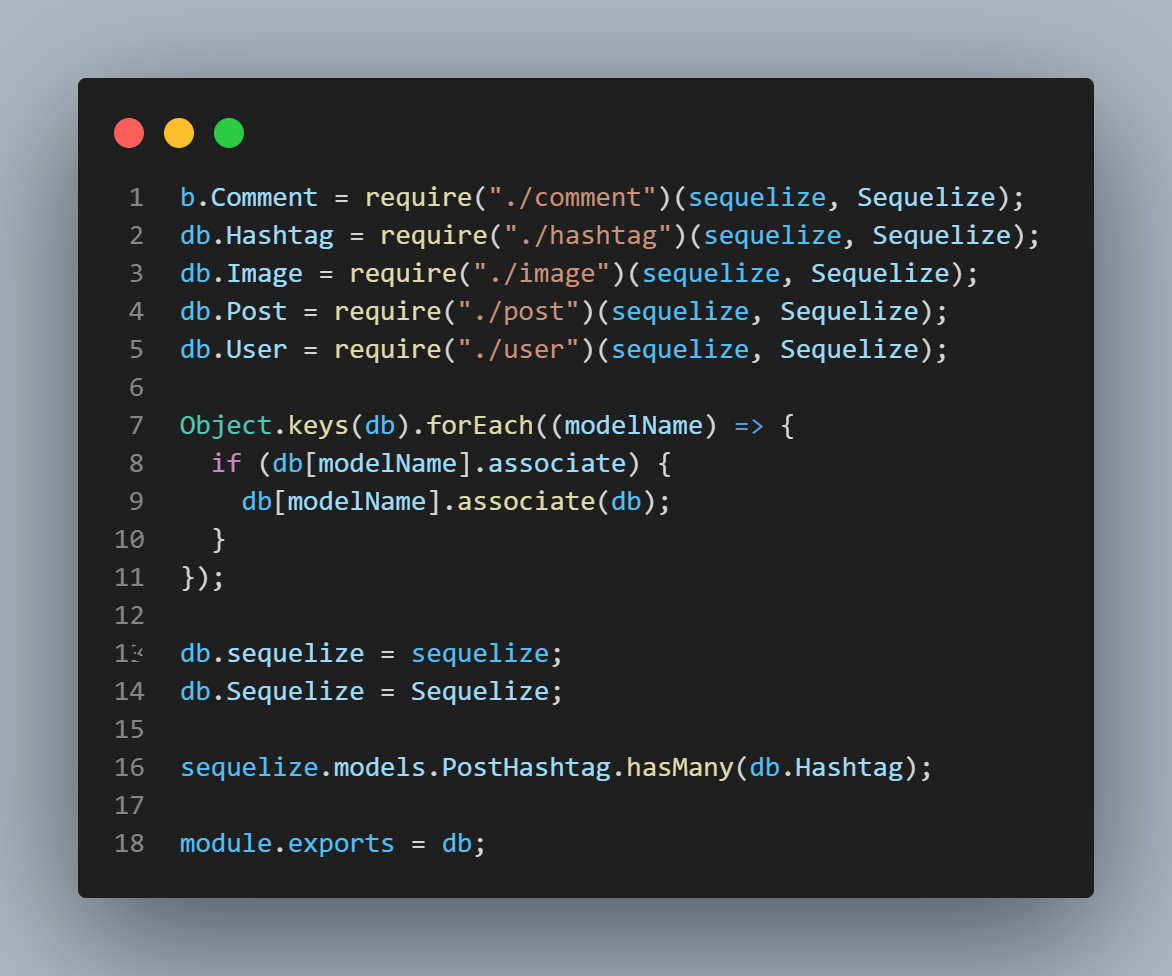 1 b.Comment = require("./comment")(sequelize, Sequelize);
2 db.Hashtag = require("./hashtag")(sequelize, Sequelize);
3 db.Image = require("./image")(sequelize, Sequelize);
4 db.Post = require("./post")(sequelize, Sequelize);
5 db.User = require("./user")(sequelize, Sequelize);
6
7 Object.keys(db).forEach((modelName) => {
8   if (db[modelName].associate) {
9     db[modelName].associate(db);
10   }
11 });
12
13 db.sequelize = sequelize;
14 db.Sequelize = Sequelize;
15
16 sequelize.models.PostHashtag.hasMany(db.Hashtag);
17
18 module.exports = db;